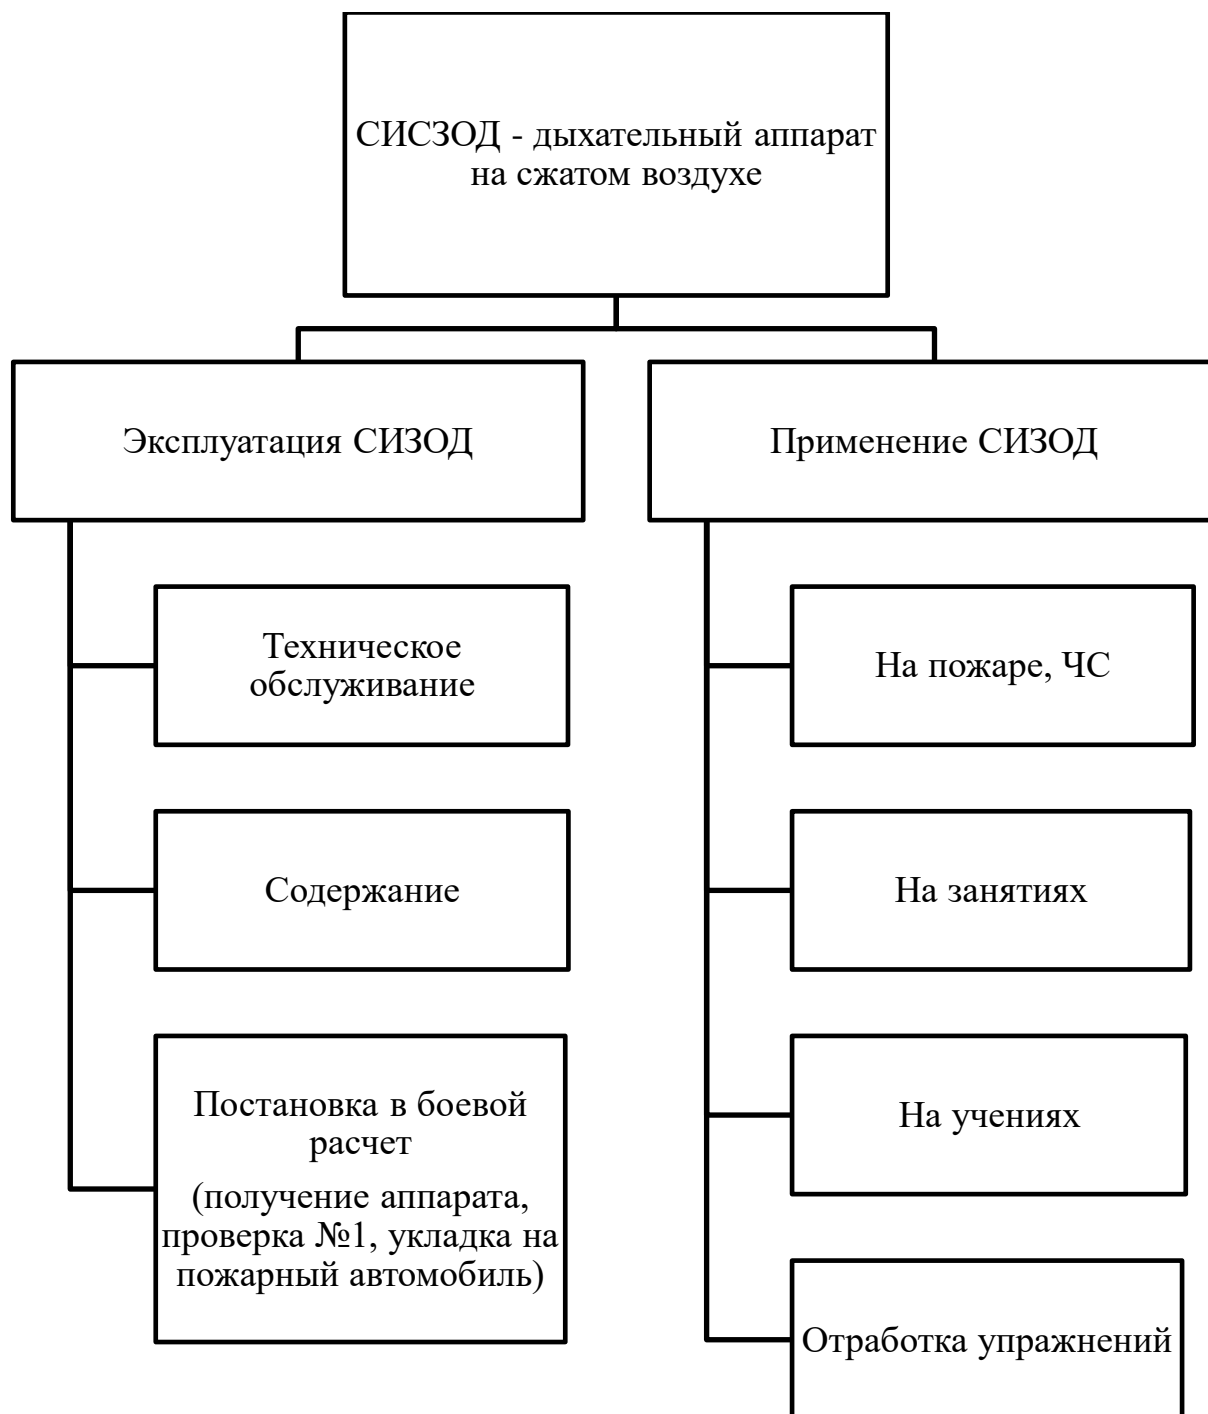 СИСЗОД - дыхательный аппарат
на сжатом воздухе
Эксплуатация СИЗОД
Техническое
обслуживание
Содержание
Постановка в боевой
расчет
(получение аппарата,
проверка №1, укладка на
пожарный автомобиль)
Применение СИЗОД
На пожаре, ЧС
На занятиях
На учениях
Отработка упражнений